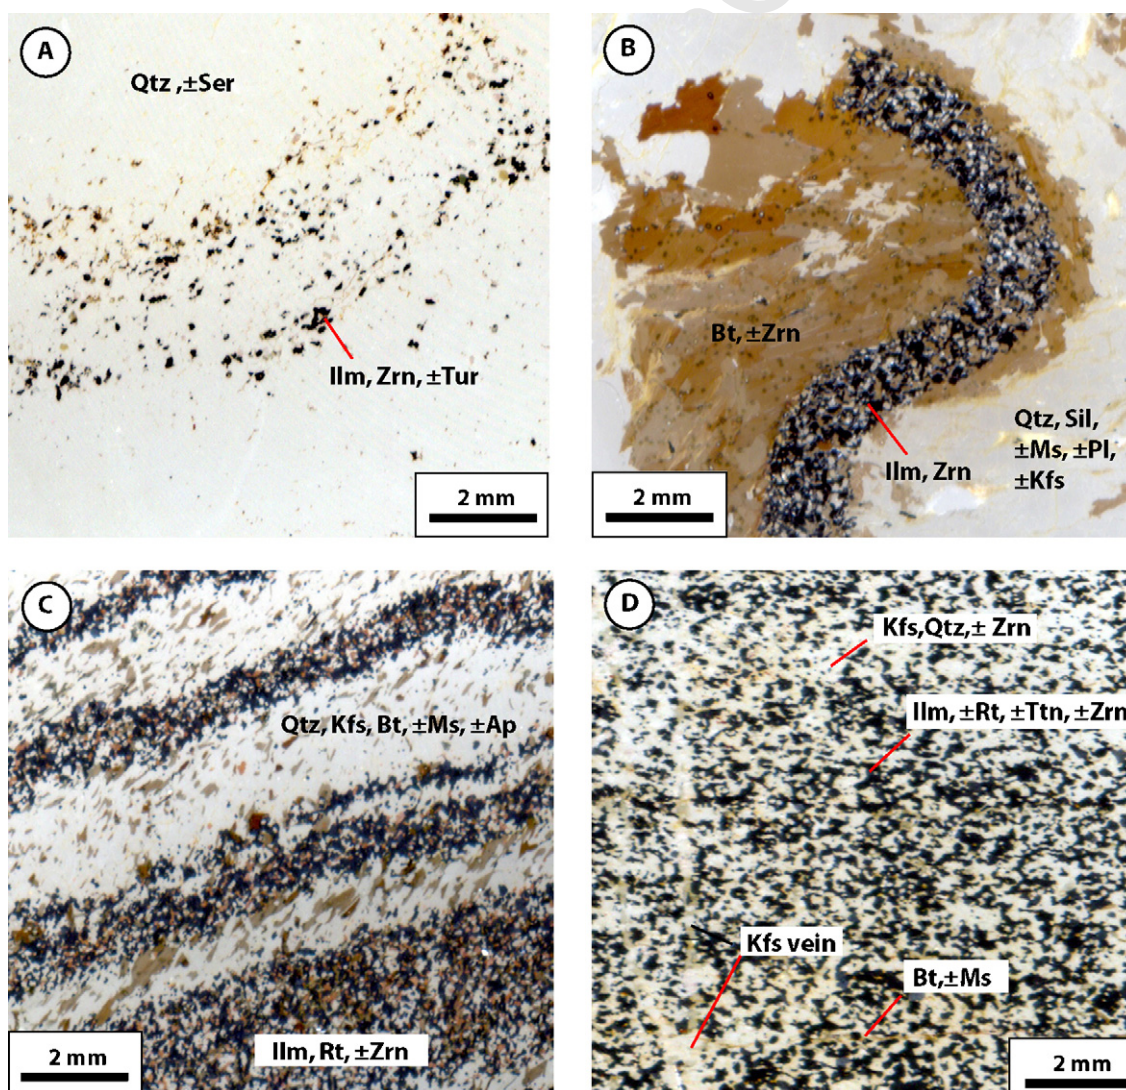 A
Qtz ,±Ser
Ilm, Zrn, ±Tur
2 mm
B
Bt, ±Zrn
Qtz, Sil,
±Ms, ±Pl,
±Kfs
Ilm, Zrn
2 mm
C
Qtz, Kfs, Bt, ±Ms, ±Ap
Ilm, Rt, ±Zrn
2 mm
D
Kfs,Qtz,± Zrn
Ilm, ±Rt, ±Ttn, ±Zrn
Kfs vein
Bt,±Ms
2 mm